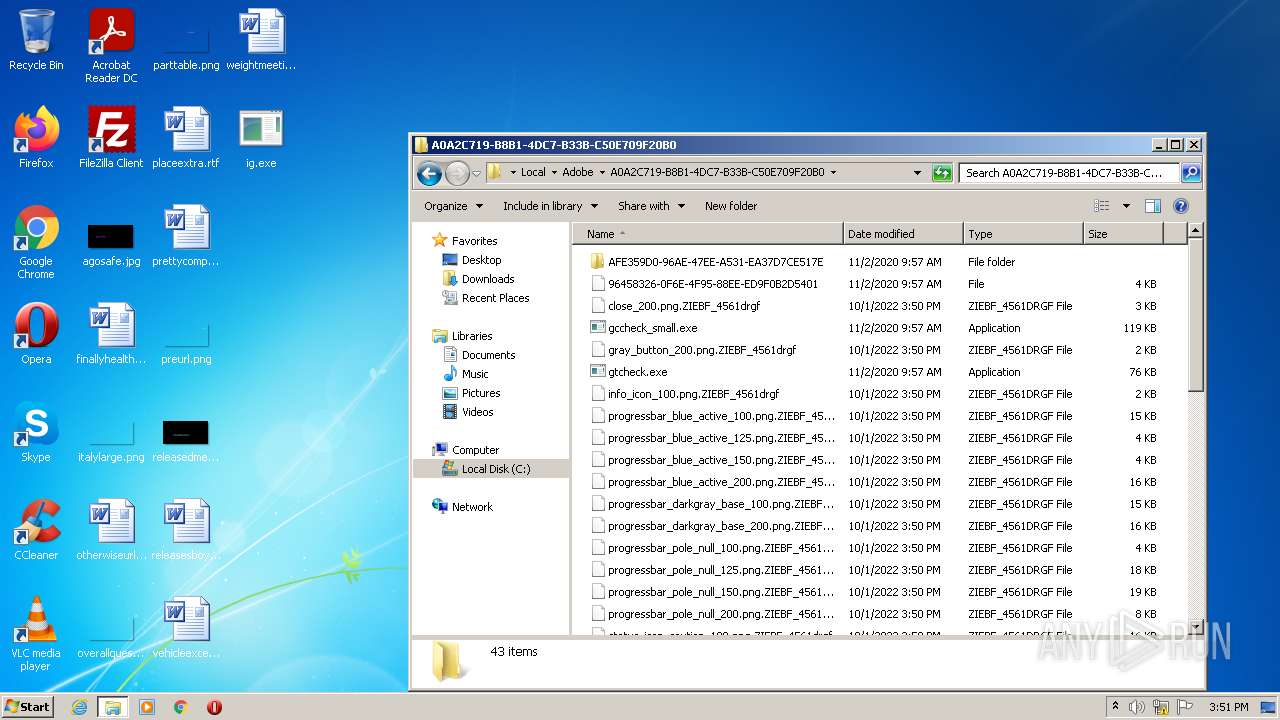 Recycle Bin
Acrobat
Reader DC
parttable.png
weightmeeti...
Firefox
FileZilla Client
placeextra.rtf
ig.exe
Google
Chrome
agosafe.jpg
prettycomp...
Opera
finallyhealth...
preurl.png
Skype
italylarge.png
releasedme...
CCleaner
otherwiseurl...
releasesboy...
VLC media
player
overallques...
vehicleexce...
A0A2C719-B8B1-4DC7-B33B-C50E709F20B0
Local Adobe A0A2C719-B8B1-4DC7-B33B-C50E709F20B0
Search A0A2C719-B8B1-4DC7-B33B-C...
Organize Include in library Share with New folder
Favorites
Desktop
Downloads
Recent Places
Libraries
Documents
Music
Pictures
Videos
Computer
Local Disk (C:)
Network
Name Date modified Type Size
11/2/2020 9:57 AM File folder
96458326-0F6E-4F95-88EE-ED9F0B2D5401 11/2/2020 9:57 AM File 4 KB
close_200.png.ZIEBF_4561drgf 10/1/2022 3:50 PM ZIEBF_4561DRGF File 3 KB
gccheck_small.exe 11/2/2020 9:57 AM Application KB
gray_button_200.png.ZIEBF_4561drgf 10/1/2022 3:50 PM ZIEBF_4561DRGF File 2 KB
gtcheck.exe 11/2/2020 9:57 AM Application 76 KB
info_icon_100.png.ZIEBF_4561drgf 10/1/2022 3:50 PM ZIEBF_4561DRGF File 2 KB
progressbar_blue_active_100.png.ZIEBF_45... 10/1/2022 3:50 PM ZIEBF_4561DRGF File 15 KB
progressbar_blue_active_125.png.ZIEBF_45... 10/1/2022 3:50 PM ZIEBF_4561DRGF File KB
progressbar_blue_active_150.png.ZIEBF_45... 10/1/2022 3:50 PM ZIEBF_4561DRGF File 4 KB
progressbar_blue_active_200.png.ZIEBF_45... 10/1/2022 3:50 PM ZIEBF_4561DRGF File 16 KB
progressbar_darkgray_base_100.png.ZIEBF_... 10/1/2022 3:50 PM ZIEBF_4561DRGF File 15 KB
progressbar_darkgray_base_200.png.ZIEBF_... 10/1/2022 3:50 PM ZIEBF_4561DRGF File 16 KB
progressbar_pole_null_100.png.ZIEBF_4561... 10/1/2022 3:50 PM ZIEBF_4561DRGF File 4 KB
progressbar_pole_null_125.png.ZIEBF_4561... 10/1/2022 3:50 PM ZIEBF_4561DRGF File 18 KB
progressbar_pole_null_150.png.ZIEBF_4561... 10/1/2022 3:50 PM ZIEBF_4561DRGF File 19 KB
progressbar_pole_null_200.png.ZIEBF_4561... 10/1/2022 3:50 PM ZIEBF_4561DRGF File 8 KB
43 items
ANY RUN
Start
3:51 PM